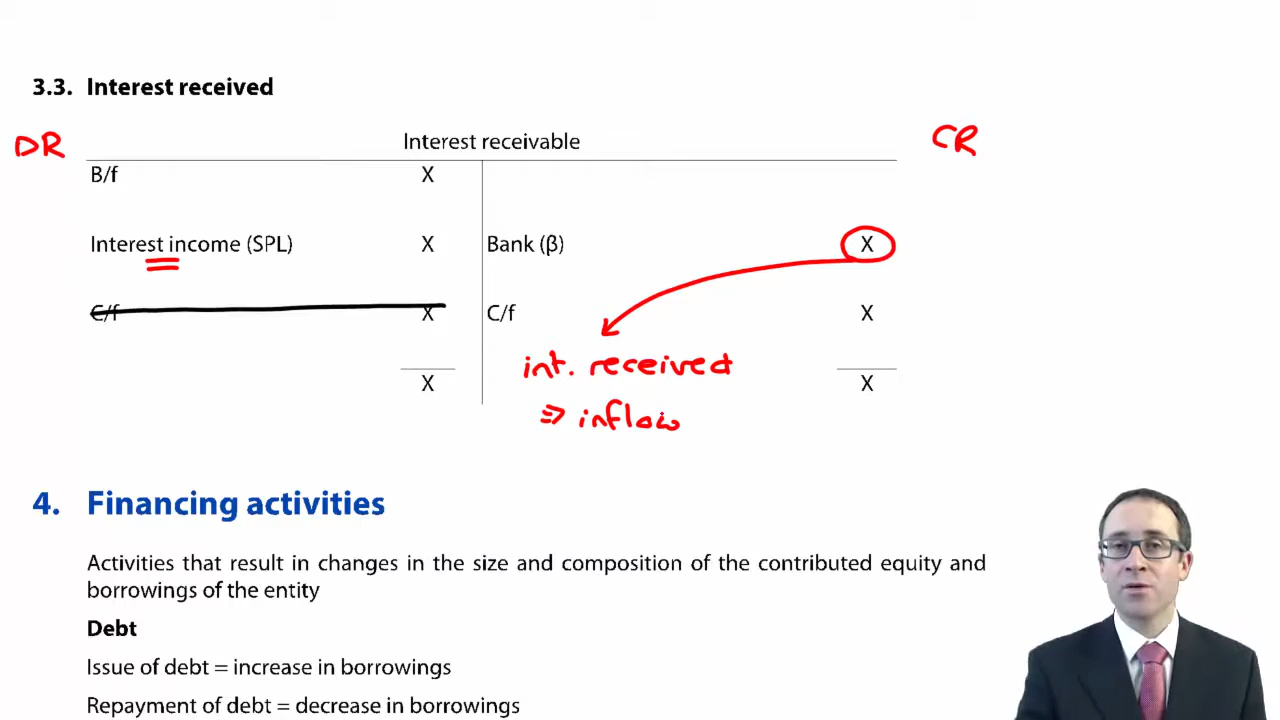 3.3. Interest received
DR Interest receivable CR
B/f X
Interest income (SPL) X Bank (β) X
C/f X C/f X
int. received
X X
⇒ inflow
4. Financing activities
Activities that result in changes in the size and composition of the contributed equity and
borrowings of the entity
Debt
Issue of debt = increase in borrowings
Repayment of debt = decrease in borrowings